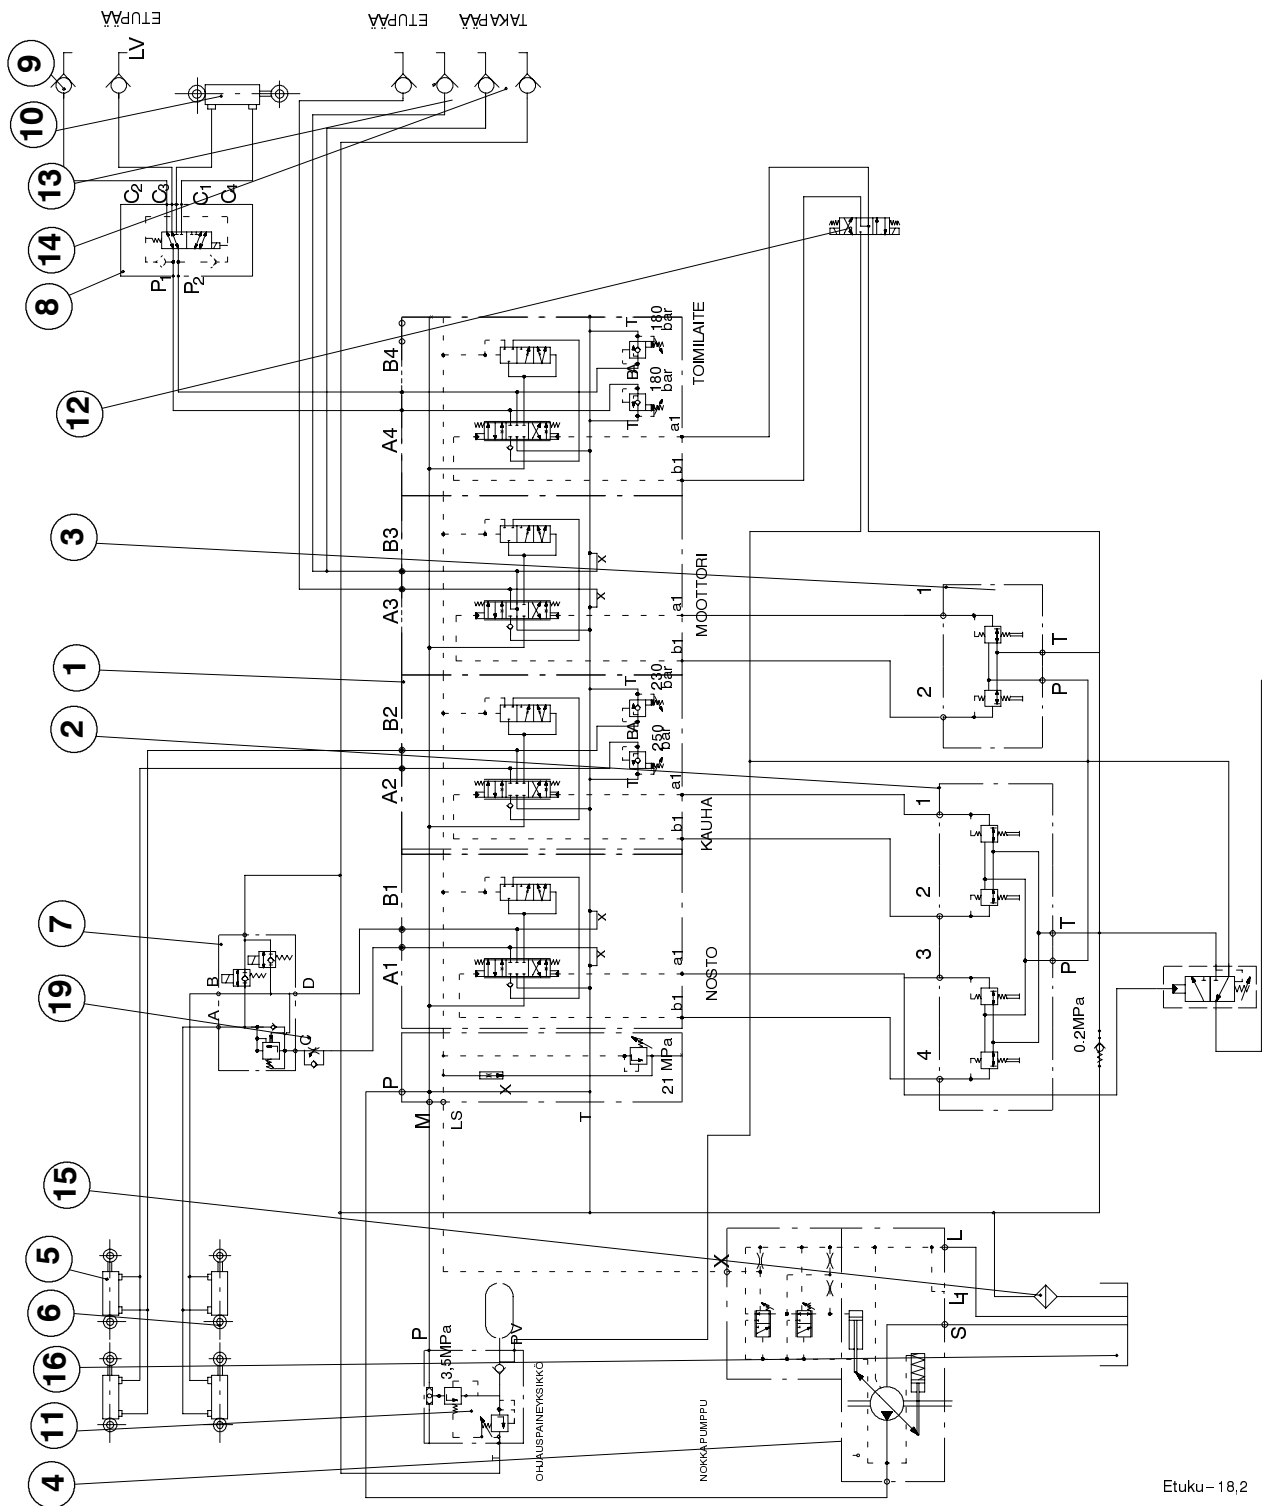 ETUPÄÄ
ETUPÄÄ
TAKAPÄÄ
LV
9
10
13
14
8
12
3
1
2
7
19
15
5
6
16
11
4
C2
C3
C1
C4
P1
P2
B4
A4
B3
A3
B2
A2
B1
A1
P
M
LS
T
T
180 bar
BA
180 bar
T
a1
b1
TOIMILAITE
X
X
a1
b1
MOOTTORI
T
230 bar
BA
250 bar
T
a1
b1
KAUHA
X
X
a1
b1
NOSTO
X
21 MPa
B
A
D
C
1
2
T
P
1
2
3
4
T
P
0.2MPa
X
L
L1
S
P
3,5MPa
PV
T
OHJAUSPAINEYKSIKKÖ
NOKKAPUMPPU
Etuku-18,2